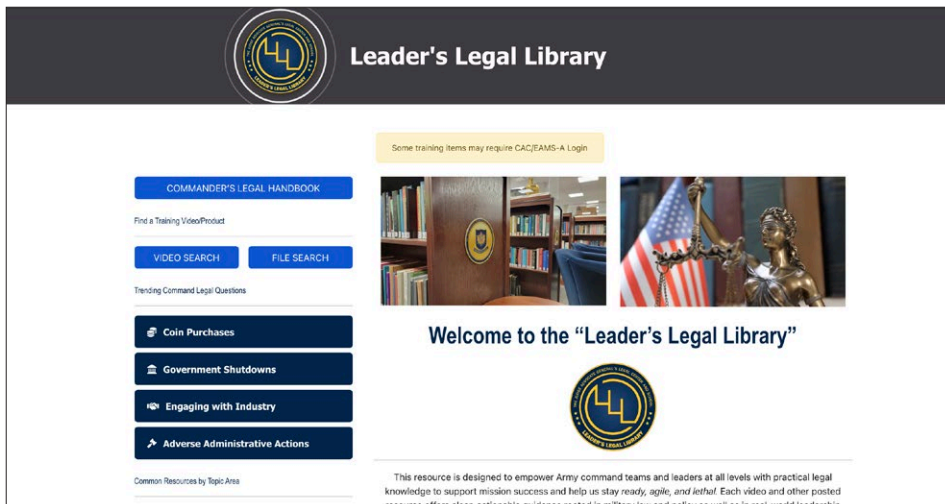 Leader's Legal Library
Some training items may require CAC/EAMS-A Login
COMMANDER'S LEGAL HANDBOOK
Find a Training Video/Product
VIDEO SEARCH
FILE SEARCH
Trending Command Legal Questions
Coin Purchases
Government Shutdowns
Engaging with Industry
Adverse Administrative Actions
Common Resources by Topic Area
Welcome to the “Leader’s Legal Library”
LEADER'S LEGAL LIBRARY
This resource is designed to empower Army command teams and leaders at all levels with practical legal
knowledge to support mission success and help us stay ready, agile, and lethal. Each video and other posted